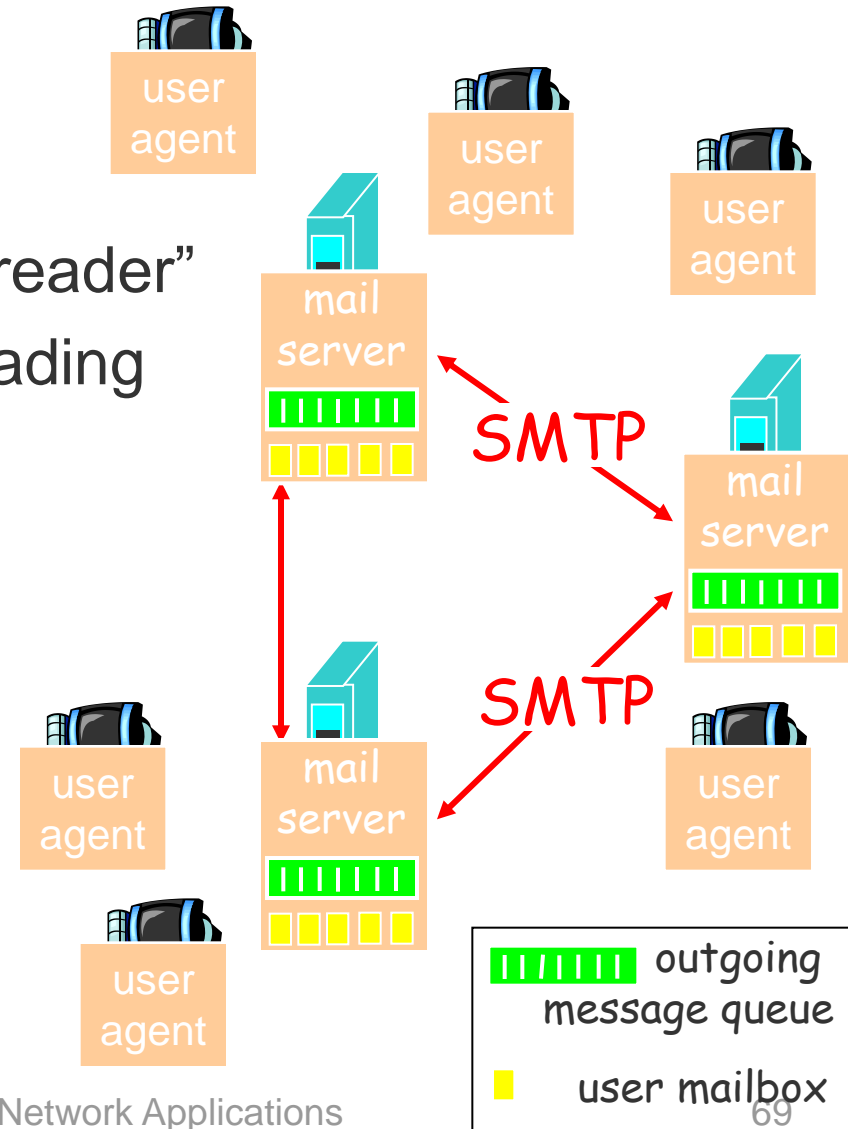 user
agent
user
agent
user
agent
reader”
mail
server
ading
SMTP
mail
server
SMTP
user
agent
mail
server
user
agent
user
agent
outgoing
message queue
user mailbox
Network Applications
69